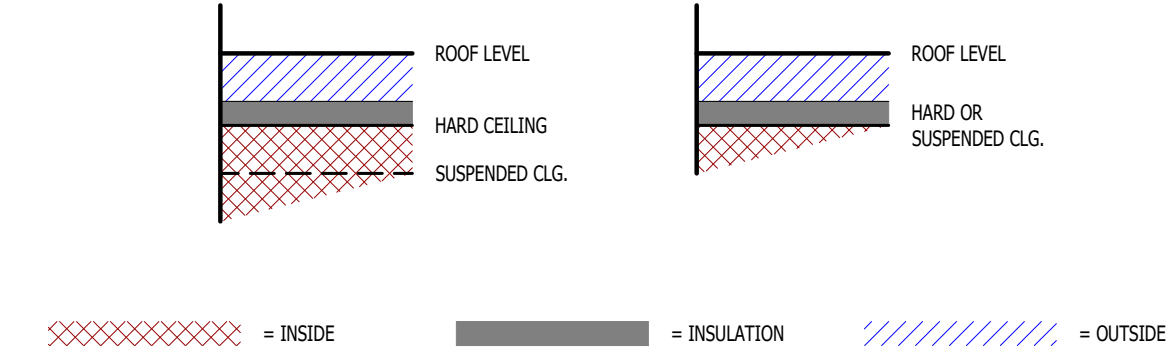 ROOF LEVEL
HARD CEILING
SUSPENDED CLG.
ROOF LEVEL
HARD OR
SUSPENDED CLG.
= INSIDE
= INSULATION
= OUTSIDE